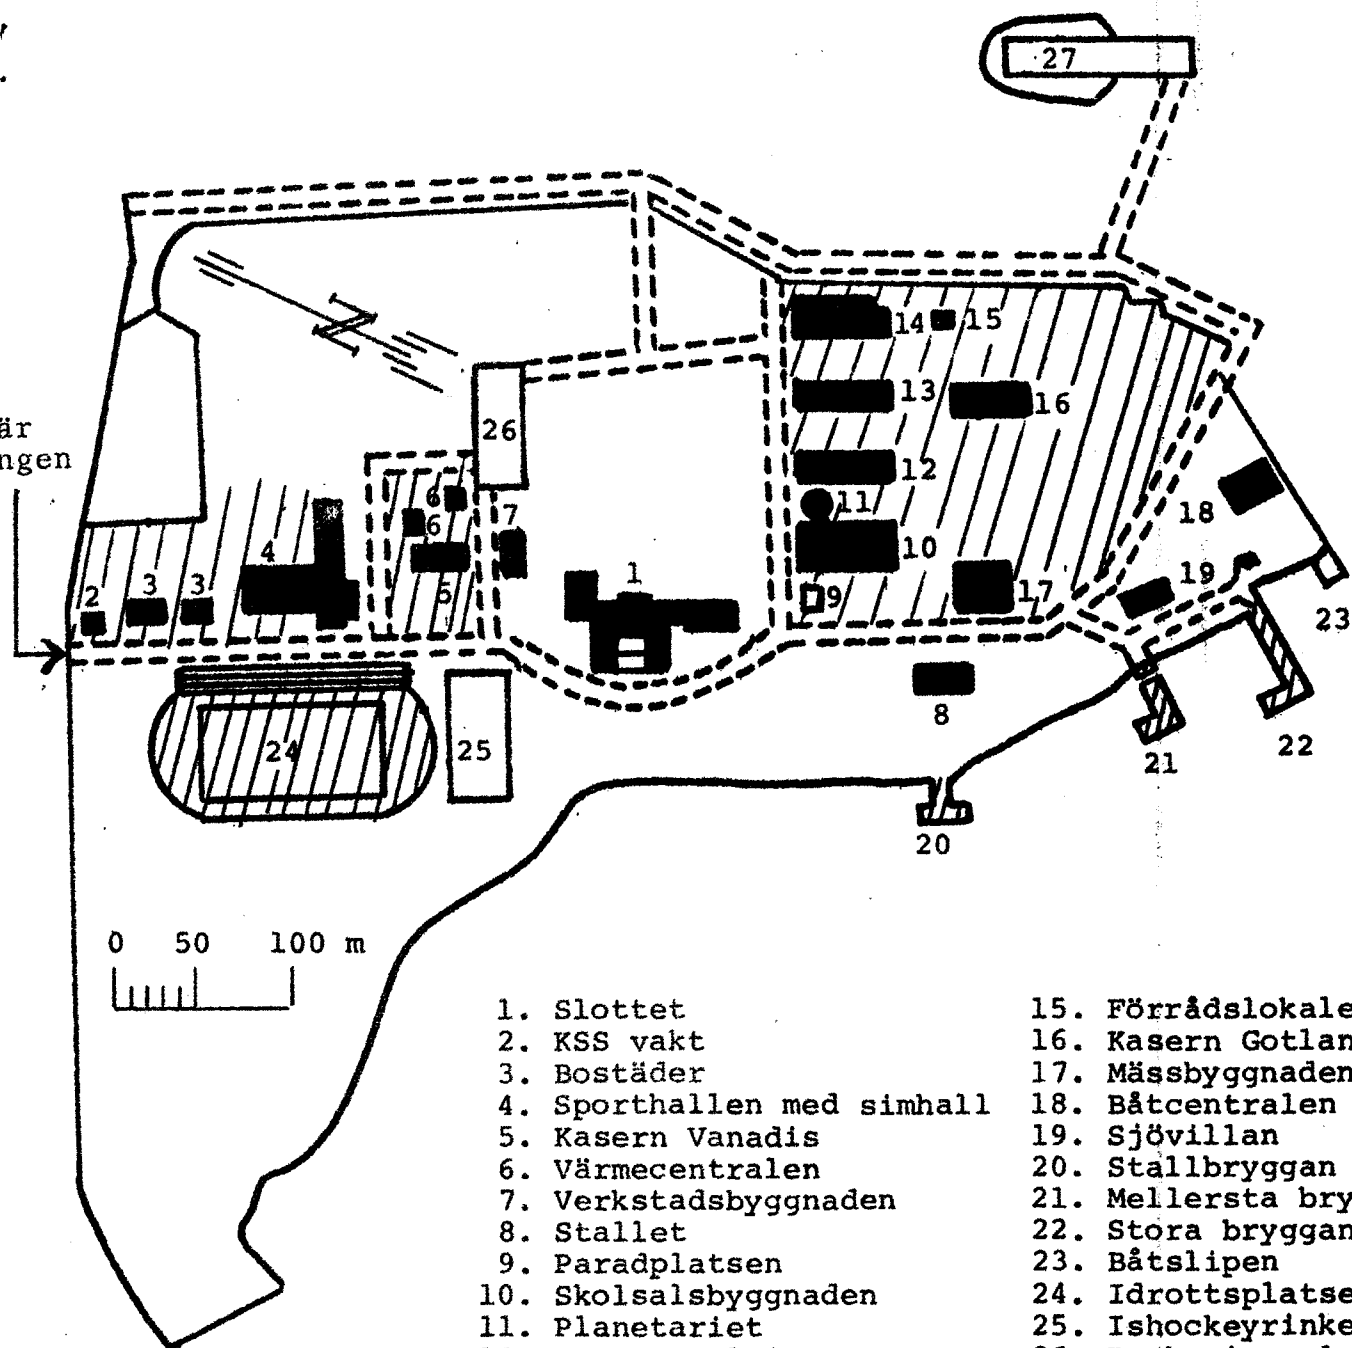 27
14
15
13
16
26
12
6
11
6
7
18
4
10
1
19
2
3
3
5
9
17
23
8
24
25
22
21
20
0 50 100 m
1. Slottet
2. KSS vakt
3. Bostäder
4. Sporthallen med simhall
5. Kasern Vanadis
6. Värmecentralen
7. Verkstadsbyggnaden
8. Stallet
9. Paradplatsen
10. Skolsalsbyggnaden
11. Planetariet
15. Förrådslokale
16. Kasern Gotlan
17. Mässbyggnaden
18. Båtcentralen
19. Sjövillan
20. Stallbryggan
21. Mellersta bry
22. Stora bryggan
23. Båtslipen
24. Idrottsplatse
25. Ishockeyrinke
är
ngen